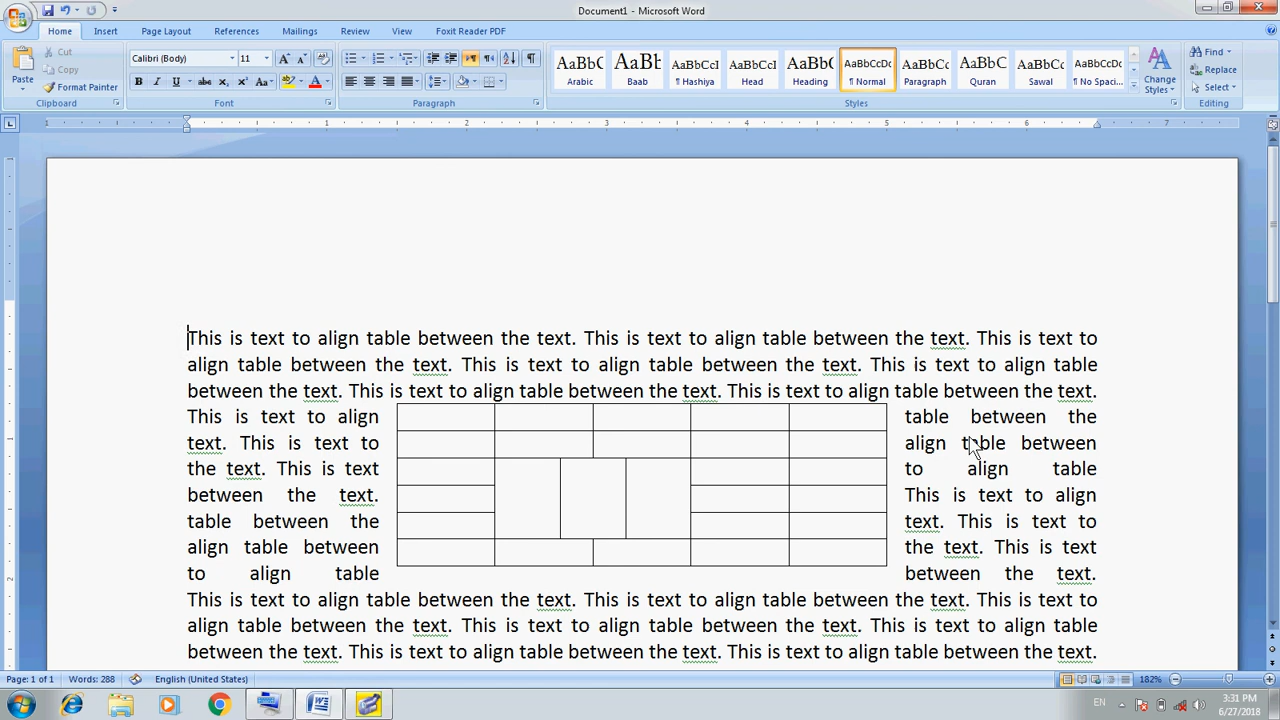 Document1 - Microsoft Word
Home Insert Page Layout References Mailings Review View Foxit Reader PDF
Paste Cut Copy Format Painter Clipboard
Calibri (Body) 11 Font
Paragraph
AaBbC AaBb( AaBbCcI AaBbCcI AaBbC AaBbCcDc AaBbCc AaBbC AaBbCc AaBbCcDc
Arabic Baab ¶ Hashiya Head Heading ¶ Normal Paragraph Quran Sawal ¶ No Spaci...
Styles
Change Styles
Find Replace Select Editing
1 1 2 3 4 5 6 7
This is text to align table between the text. This is text to align table between the text. This is text to
align table between the text. This is text to align table between the text. This is text to align table
between the text. This is text to align table between the text. This is text to align table between the text.
This is text to align table between the
text. This is text to align table between
the text. This is text to align table
between the text. This is text to align
table between the text. This is text to
align table between the text. This is text
to align table between the text.
This is text to align table between the text. This is text to align table between the text. This is text to
align table between the text. This is text to align table between the text. This is text to align table
between the text. This is text to align table between the text. This is text to align table between the text.
Page: 1 of 1 Words: 288 English (United States) 182%
EN 3:31 PM
6/27/2018